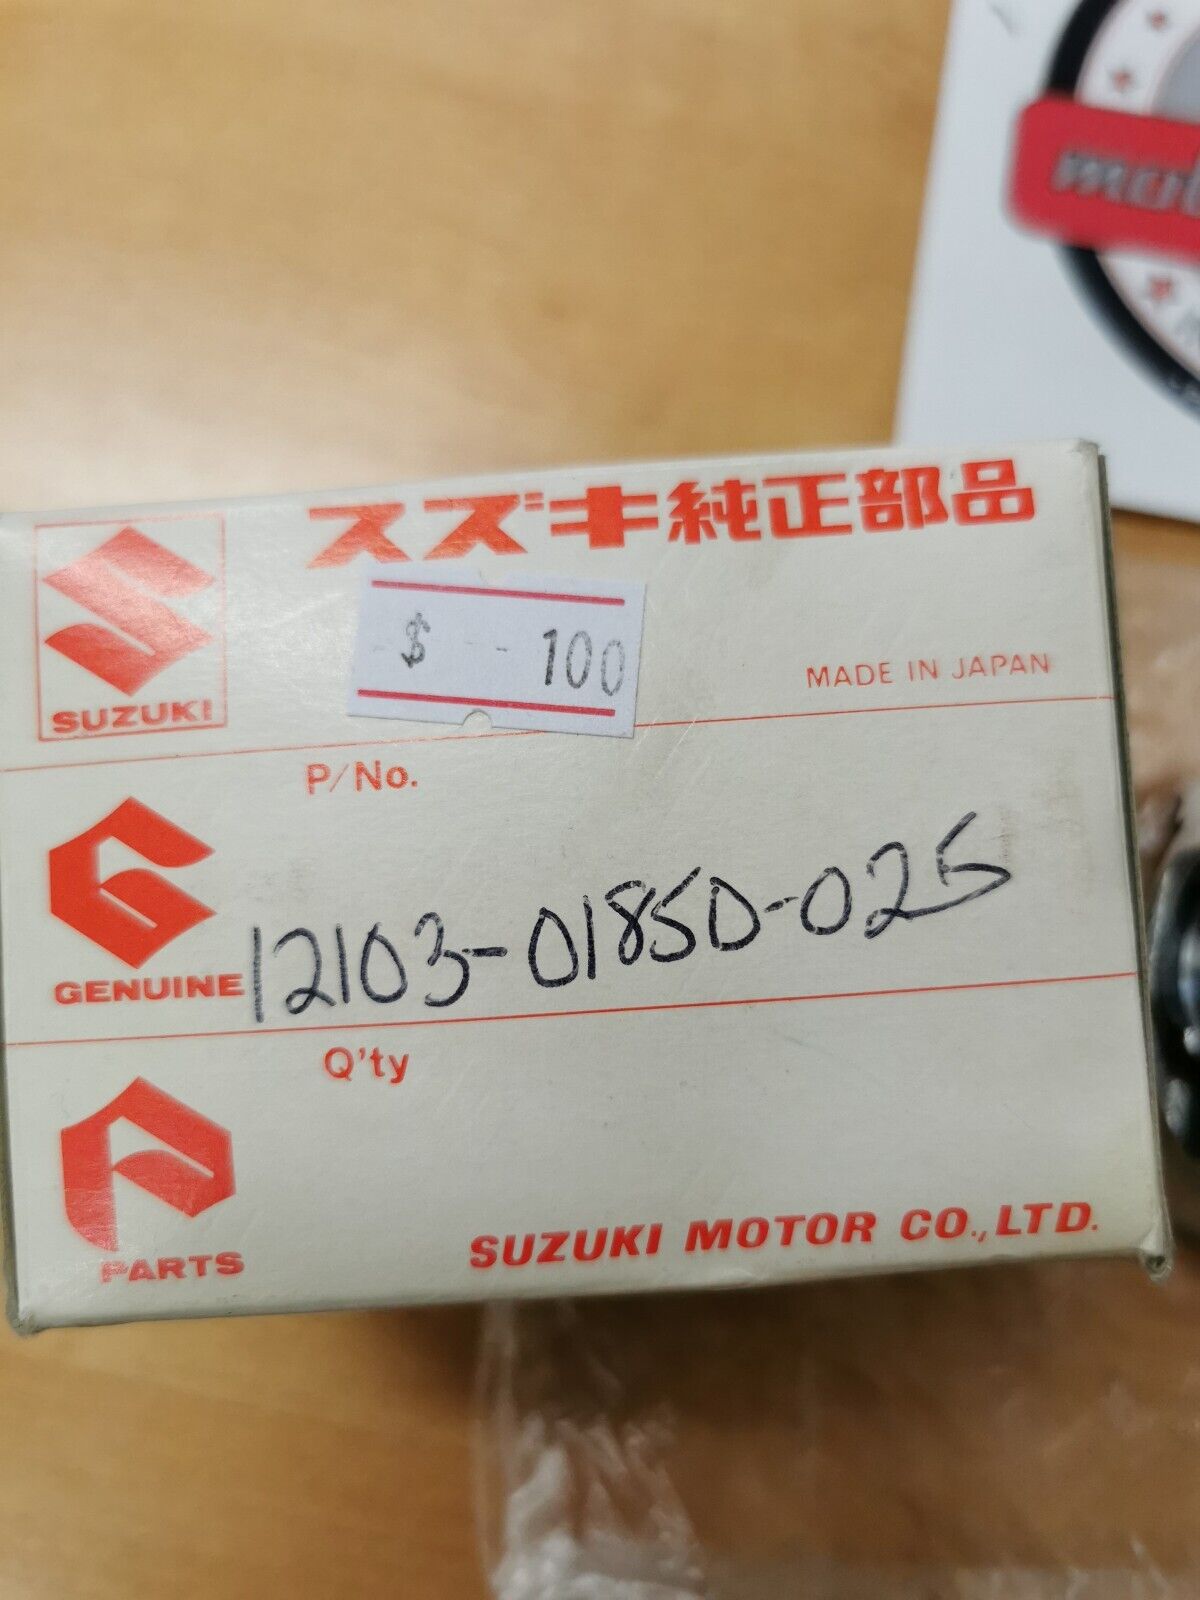 スズキ純正部品
SUZUKI
$ -- 100
MADE IN JAPAN
P/No.
GENUINE
12103-01850-025
Q'ty
PARTS
SUZUKI MOTOR CO.,LTD.